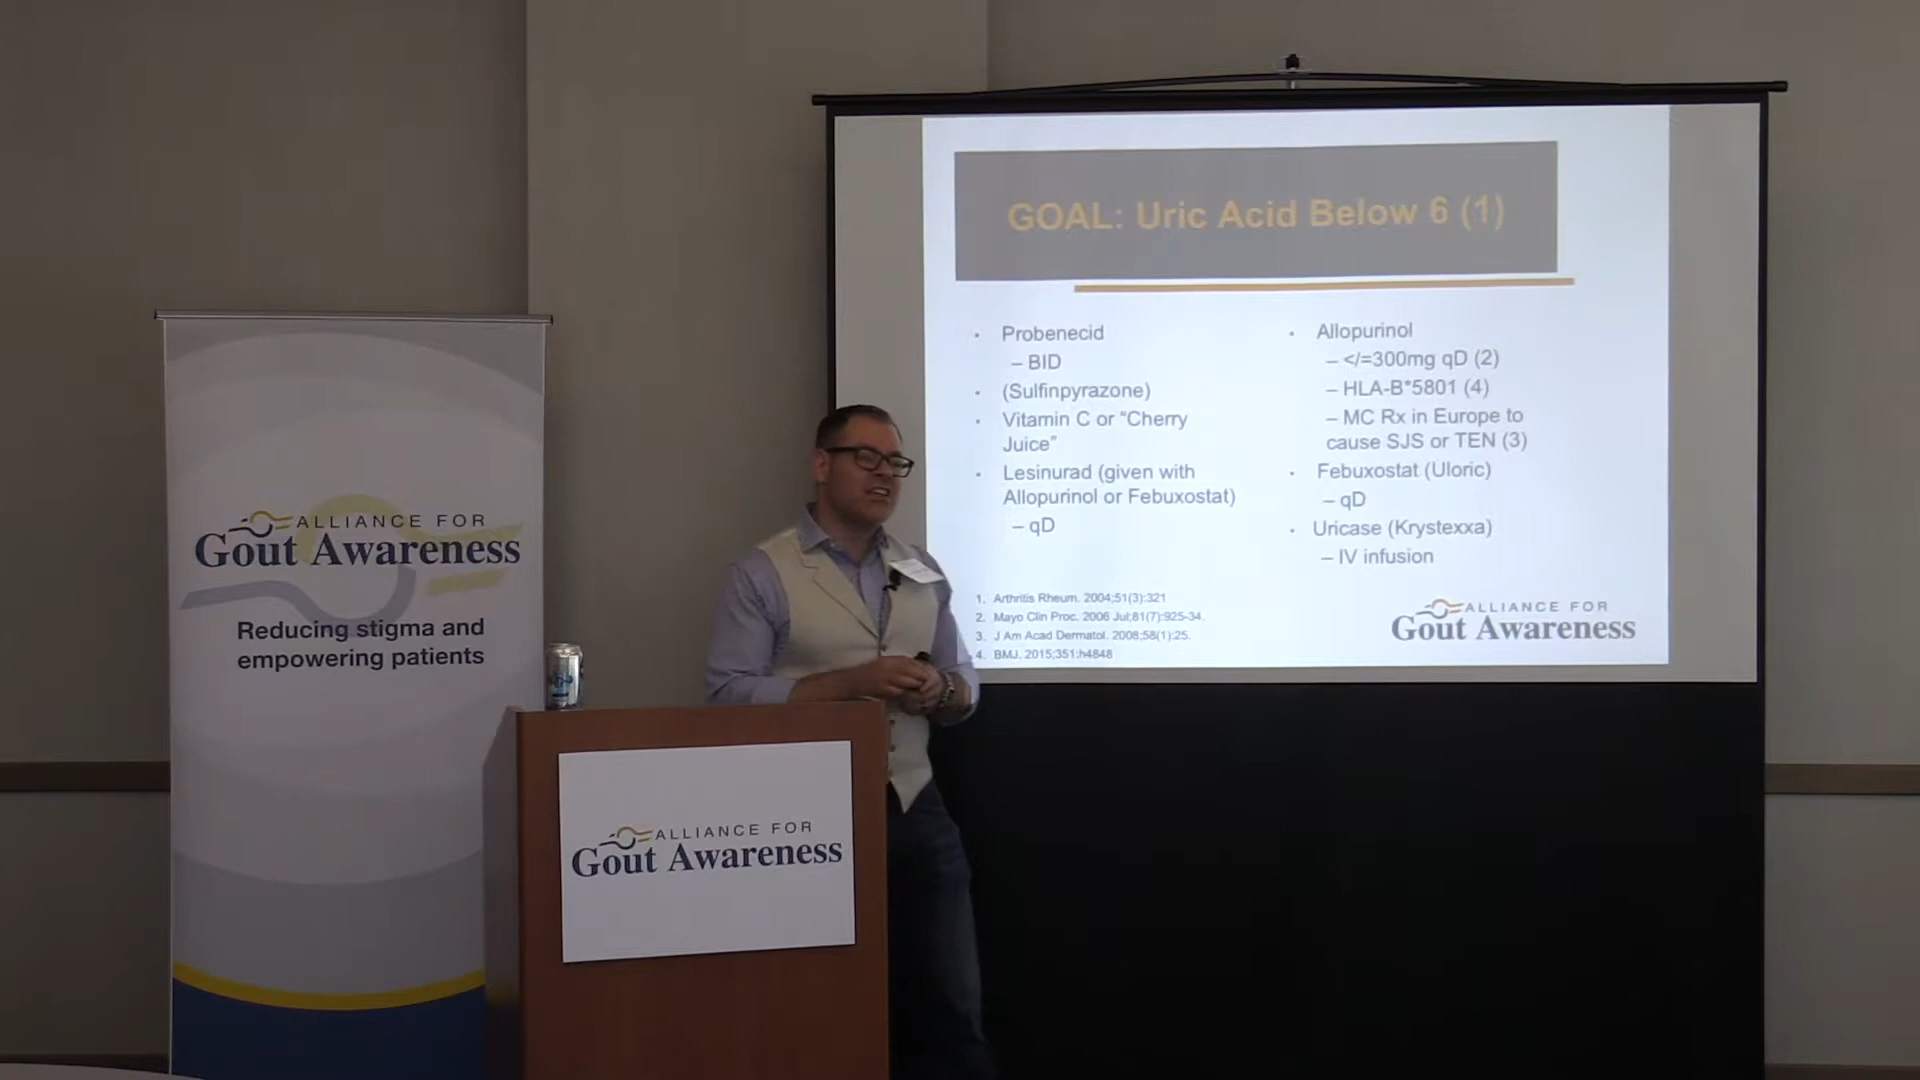 ALLIANCE FOR
Gout Awareness
Reducing stigma and
empowering patients
ALLIANCE FOR
Gout Awareness
GOAL: Uric Acid Below 6 (1)
• Probenecid
– BID
• (Sulfinpyrazone)
• Vitamin C or “Cherry
Juice”
• Lesinurad (given with
Allopurinol or Febuxostat)
– qD
• Allopurinol
– </=300mg qD (2)
– HLA-B*5801 (4)
– MC Rx in Europe to
cause SJS or TEN (3)
• Febuxostat (Uloric)
– qD
• Uricase (Krystexxa)
– IV infusion
1. Arthritis Rheum. 2004;51(3):321
2. Mayo Clin Proc. 2006 Jul;81(7):925-34.
3. J Am Acad Dermatol. 2008;58(1):25.
4. BMJ. 2015;351:h4848
ALLIANCE FOR
Gout Awareness